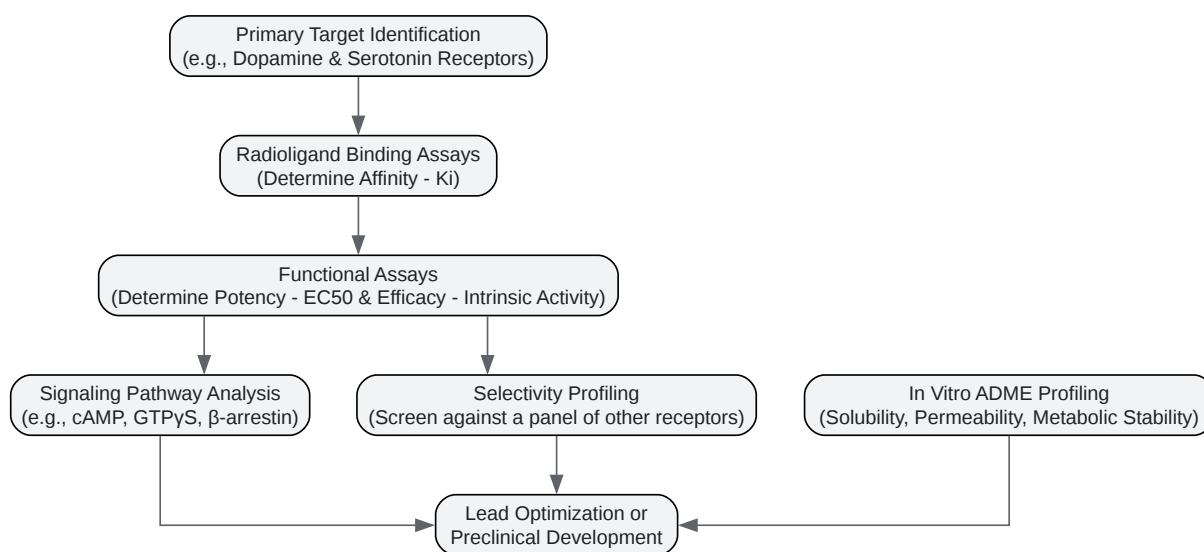 Primary Target Identification
(e.g., Dopamine & Serotonin Receptors)
Radioligand Binding Assays
(Determine Affinity - Ki)
Functional Assays
(Determine Potency - EC50 & Efficacy - Intrinsic Activity)
Signaling Pathway Analysis
(e.g., cAMP, GTPγS, β-arrestin)
Selectivity Profiling
(Screen against a panel of other receptors)
In Vitro ADME Profiling
(Solubility, Permeability, Metabolic Stability)
Lead Optimization or
Preclinical Development